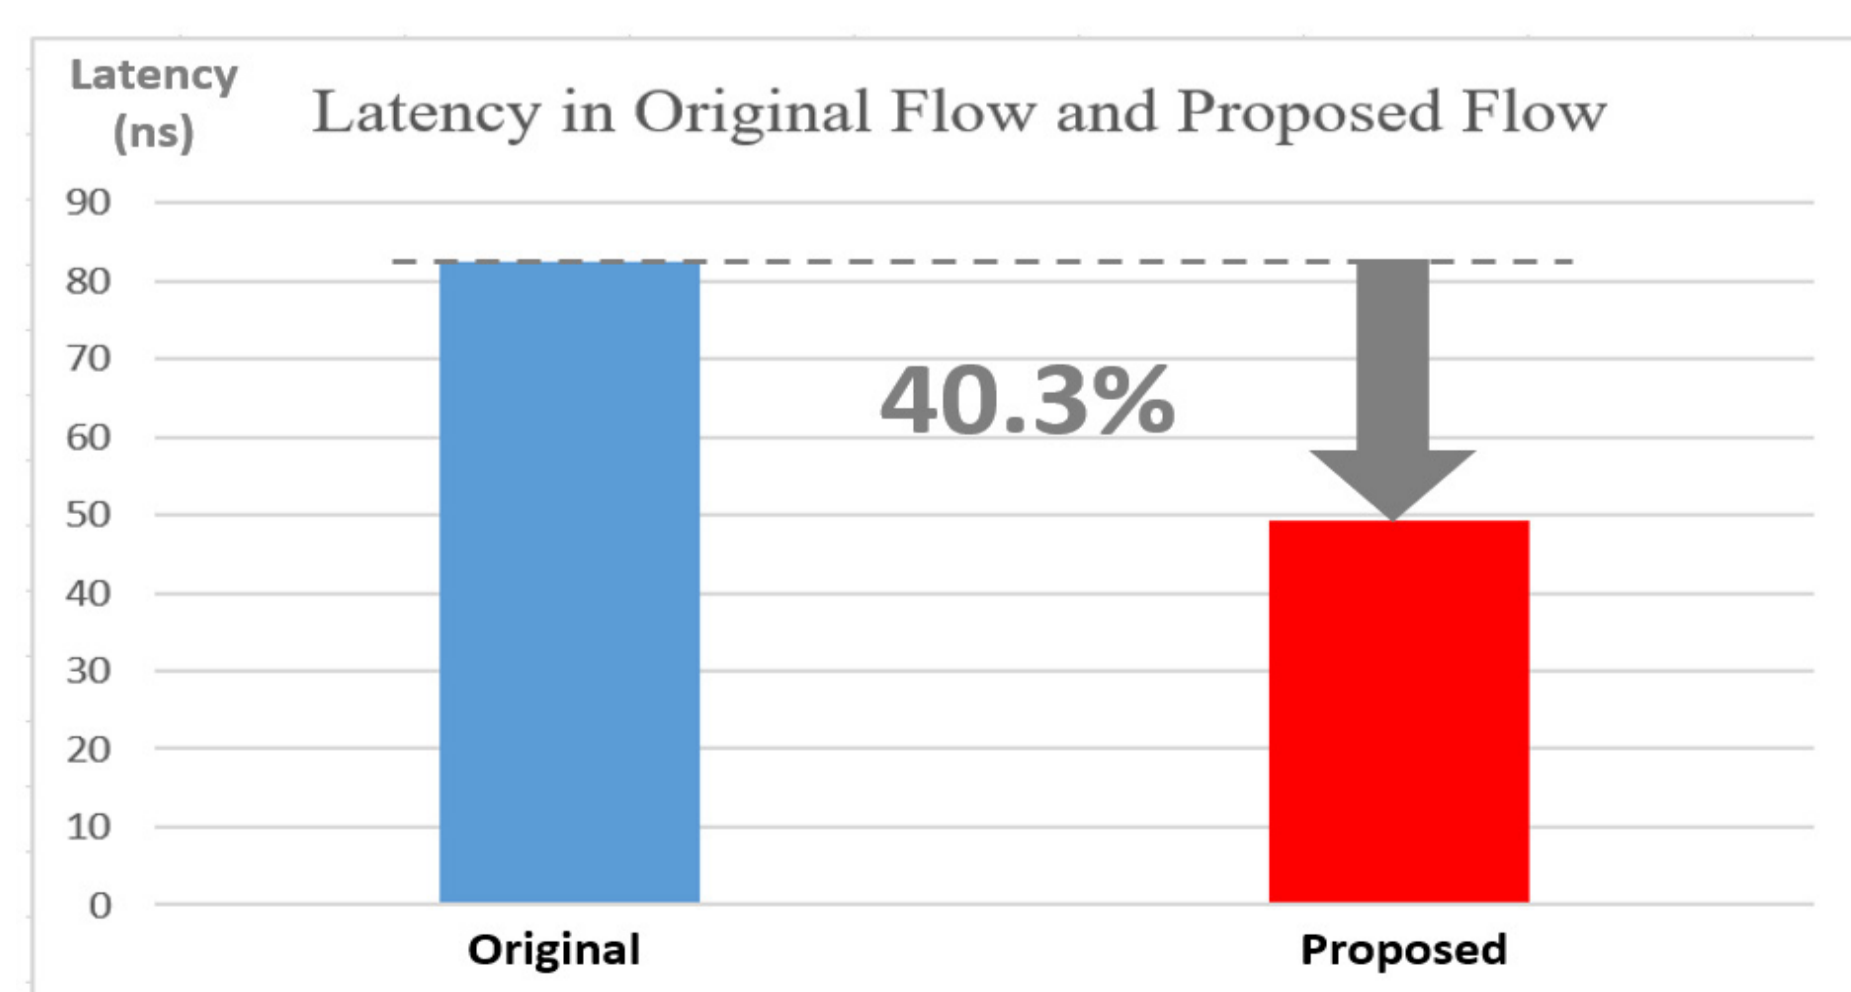 Latency
(ns)
Latency in Original Flow and Proposed Flow
90
80
70
40.3%
60
50
40
30
20
10
0
Original
Proposed